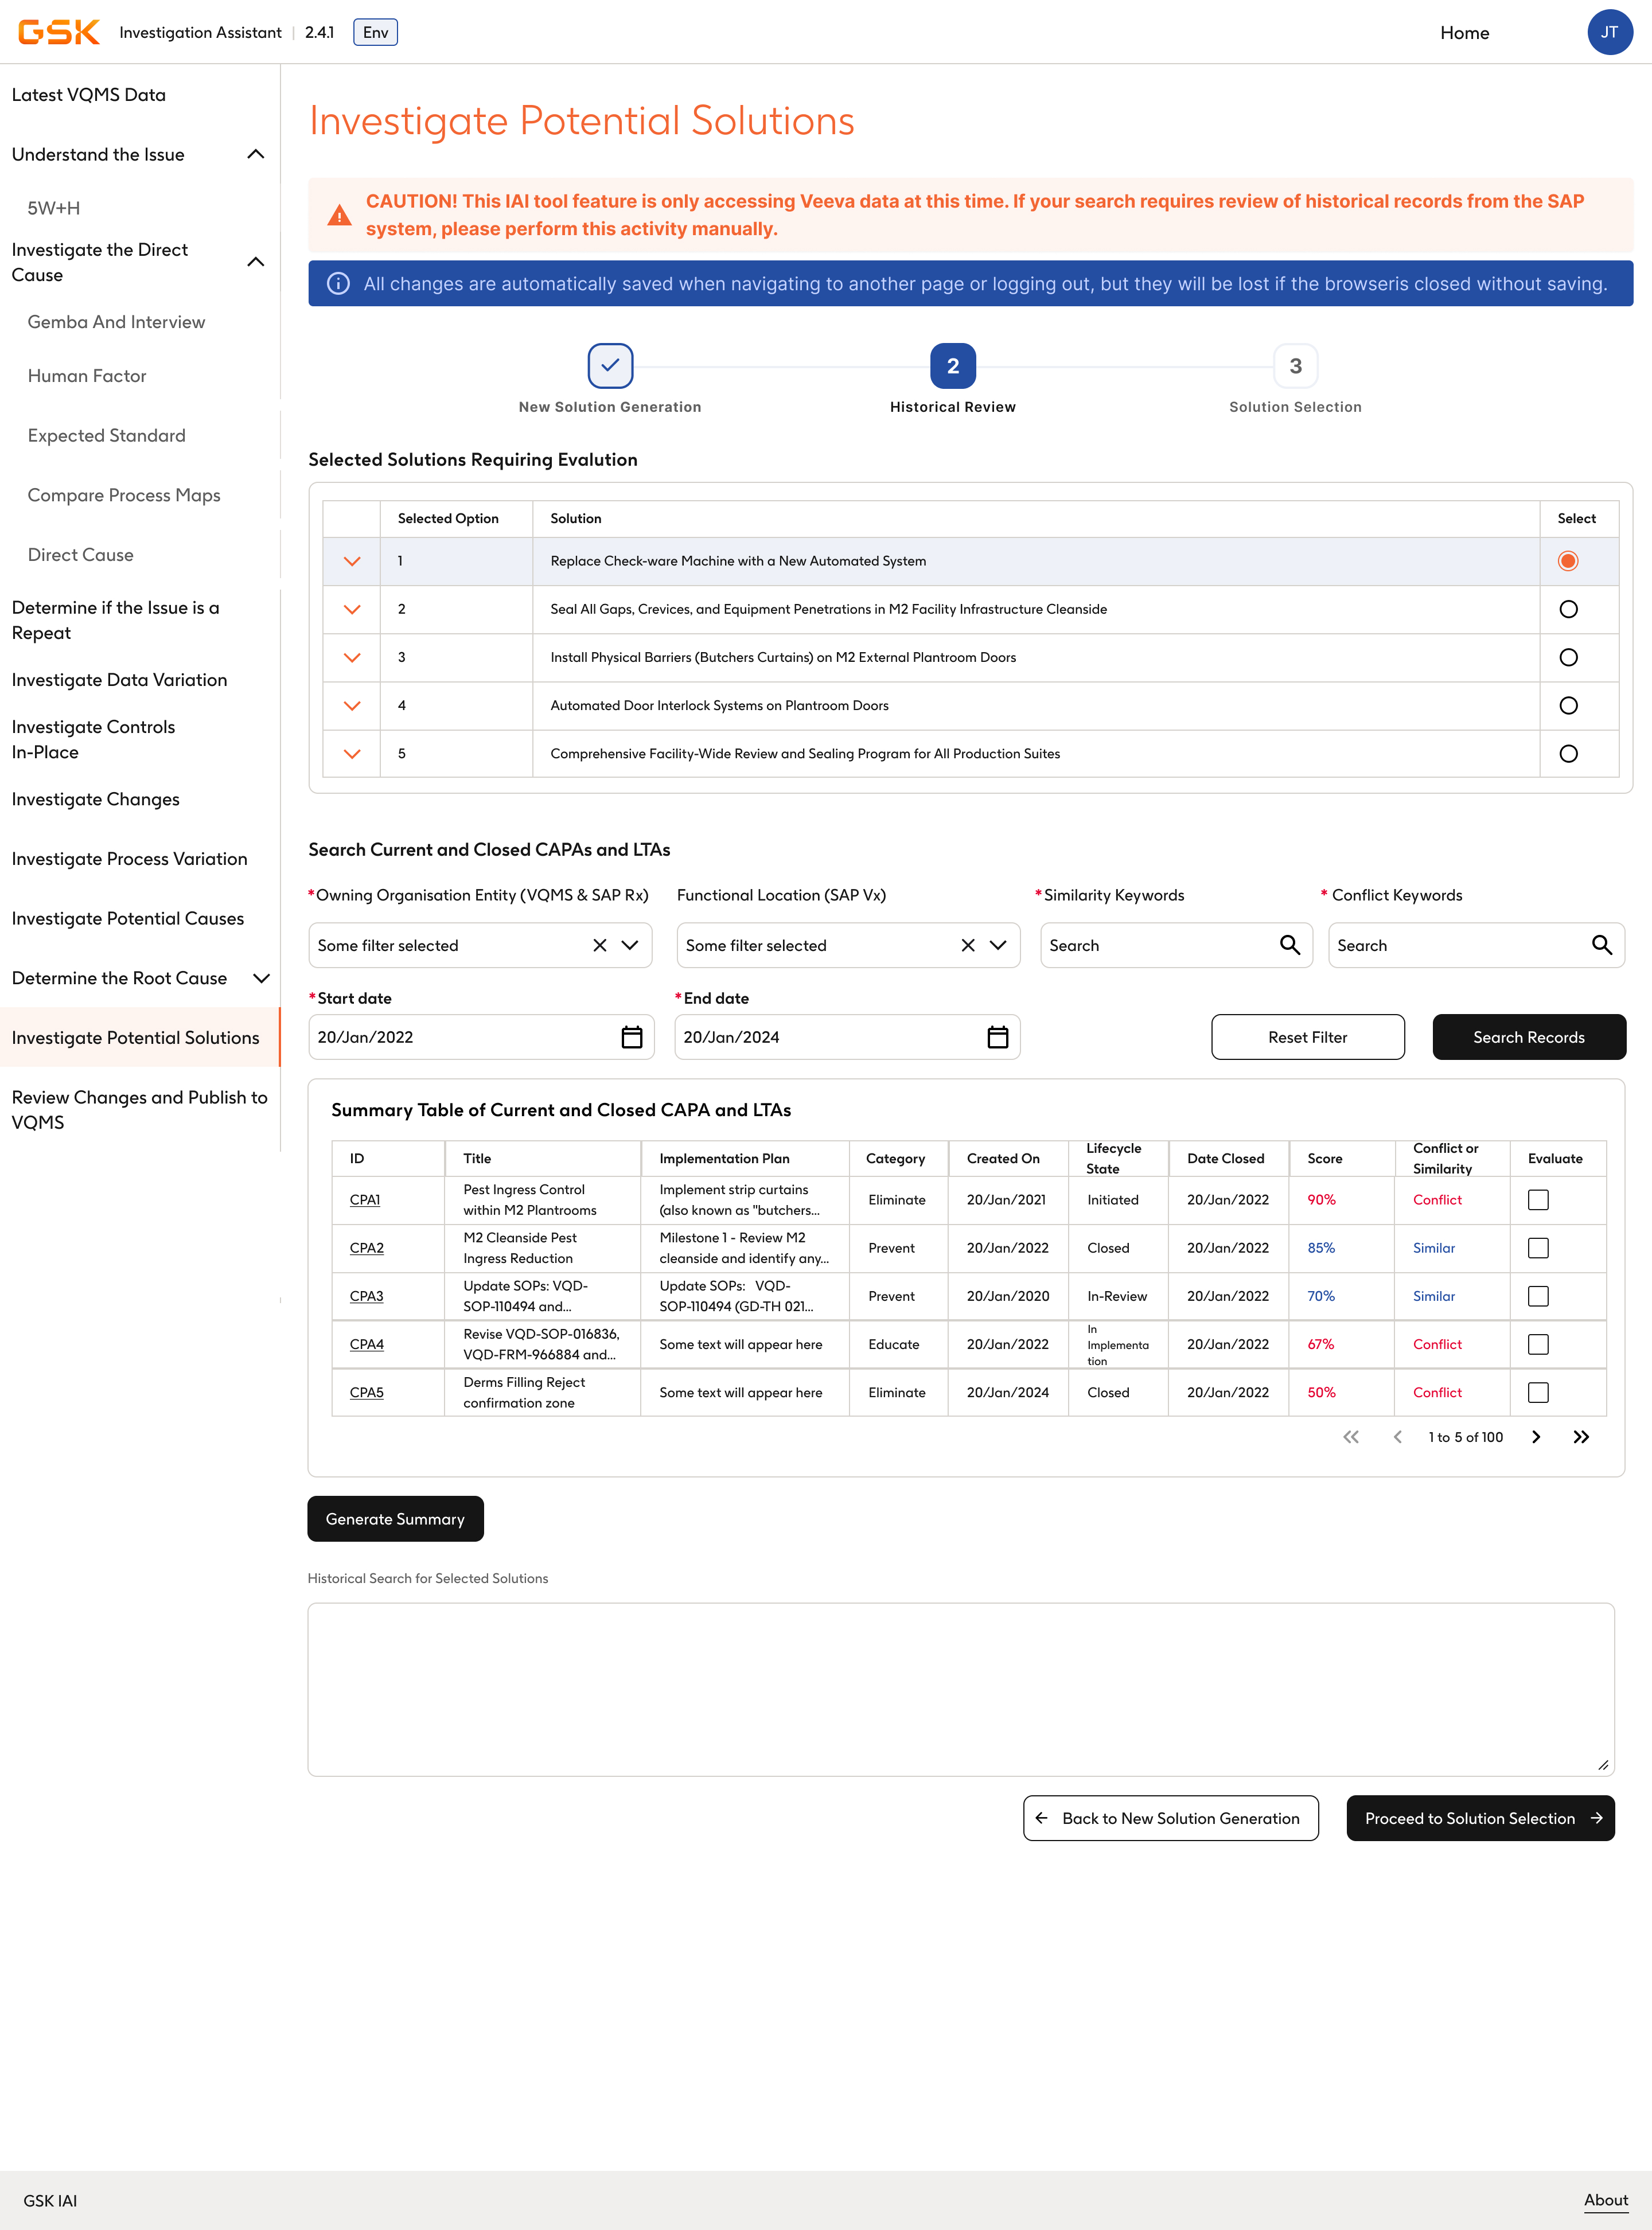 GSK Investigation Assistant | 2.4.1 Env Home JT
Latest VQMS Data
Understand the Issue
5W+H
Investigate the Direct
Cause
Gemba And Interview
Human Factor
Expected Standard
Compare Process Maps
Direct Cause
Determine if the Issue is a
Repeat
Investigate Data Variation
Investigate Controls
In-Place
Investigate Changes
Investigate Process Variation
Investigate Potential Causes
Determine the Root Cause
Investigate Potential Solutions
Review Changes and Publish to
VQMS
Investigate Potential Solutions
CAUTION! This IAI tool feature is only accessing Veeva data at this time. If your search requires review of historical records from the SAP
system, please perform this activity manually.
All changes are automatically saved when navigating to another page or logging out, but they will be lost if the browseris closed without saving.
2 3
New Solution Generation Historical Review Solution Selection
Selected Solutions Requiring Evalution
Selected Option Solution Select
1 Replace Check-ware Machine with a New Automated System
2 Seal All Gaps, Crevices, and Equipment Penetrations in M2 Facility Infrastructure Cleanside
3 Install Physical Barriers (Butchers Curtains) on M2 External Plantroom Doors
4 Automated Door Interlock Systems on Plantroom Doors
5 Comprehensive Facility-Wide Review and Sealing Program for All Production Suites
Search Current and Closed CAPAs and LTAs
*Owning Organisation Entity (VQMS & SAP Rx) Functional Location (SAP Vx) *Similarity Keywords * Conflict Keywords
Some filter selected Some filter selected Search Search
*Start date *End date
20/Jan/2022 20/Jan/2024 Reset Filter Search Records
Summary Table of Current and Closed CAPA and LTAs
ID Title Implementation Plan Category Created On Lifecycle State Date Closed Score Conflict or Similarity Evaluate
CPA1 Pest Ingress Control within M2 Plantrooms Implement strip curtains (also known as "butchers... Eliminate 20/Jan/2021 Initiated 20/Jan/2022 90% Conflict
CPA2 M2 Cleanside Pest Ingress Reduction Milestone 1 - Review M2 cleanside and identify any... Prevent 20/Jan/2022 Closed 20/Jan/2022 85% Similar
CPA3 Update SOPs: VQD-SOP-110494 and... Update SOPs: VQD-SOP-110494 (GD-TH 021... Prevent 20/Jan/2020 In-Review 20/Jan/2022 70% Similar
CPA4 Revise VQD-SOP-016836, VQD-FRM-966884 and... Some text will appear here Educate 20/Jan/2022 In Implementation 20/Jan/2022 67% Conflict
CPA5 Derms Filling Reject confirmation zone Some text will appear here Eliminate 20/Jan/2024 Closed 20/Jan/2022 50% Conflict
1 to 5 of 100
Generate Summary
Historical Search for Selected Solutions
Back to New Solution Generation Proceed to Solution Selection
GSK IAI About